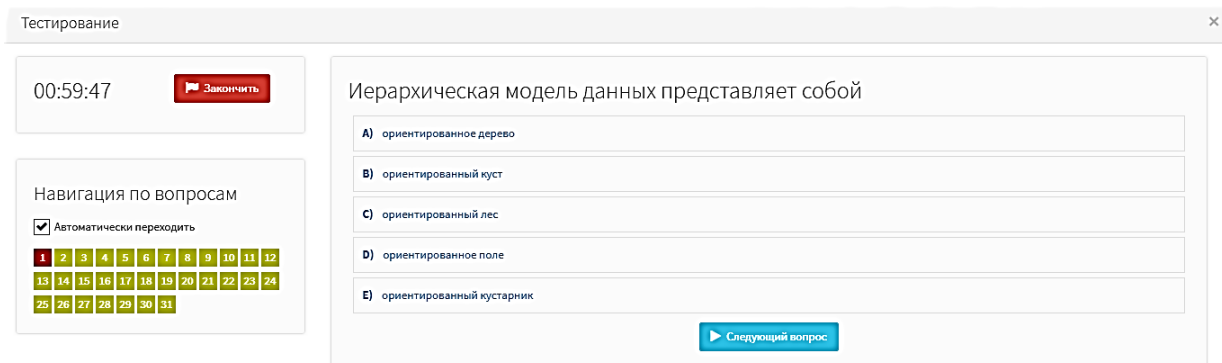 Тестирование
×
00:59:47
Закончить
Навигация по вопросам
Автоматически переходить
1 2 3 4 5 6 7 8 9 10 11 12
13 14 15 16 17 18 19 20 21 22 23 24
25 26 27 28 29 30 31
Иерархическая модель данных представляет собой
A) ориентированное дерево
B) ориентированный куст
C) ориентированный лес
D) ориентированное поле
E) ориентированный кустарник
Следующий вопрос